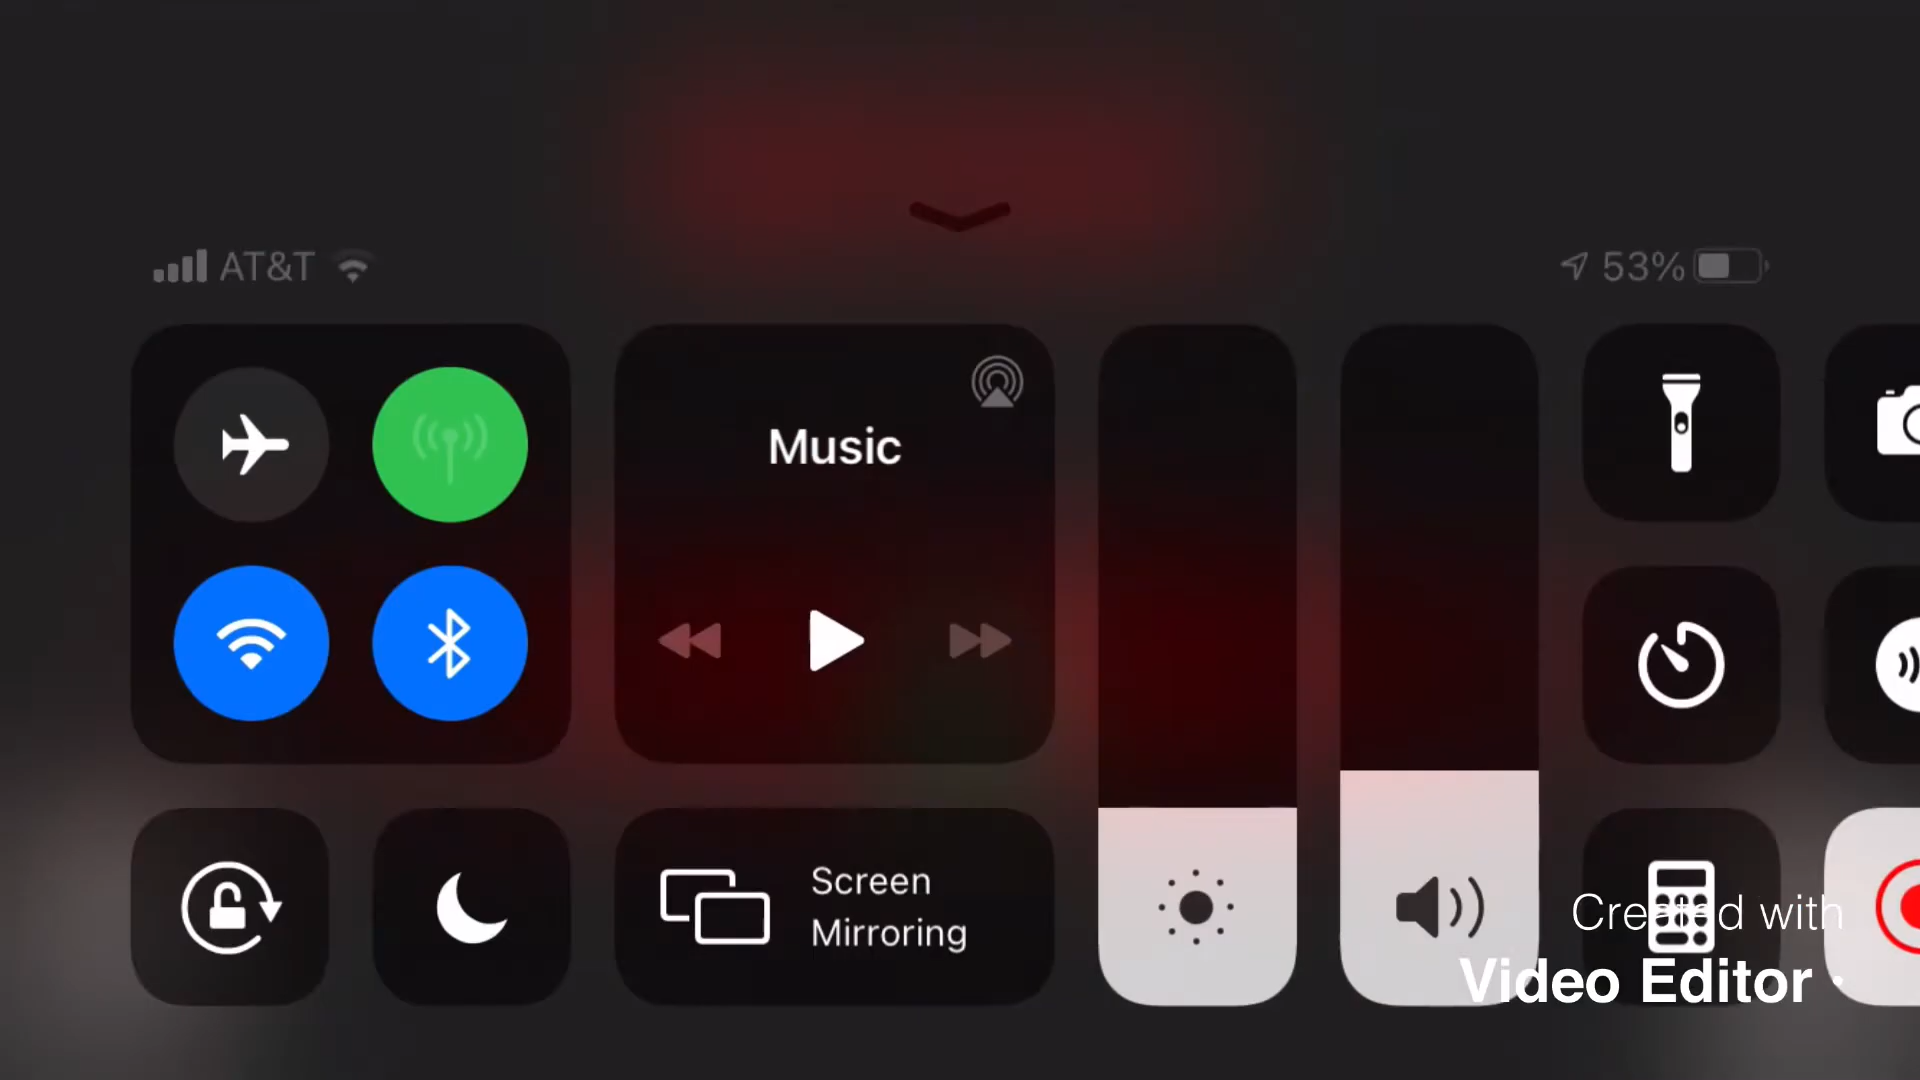 AT&T
53%
Music
Screen
Mirroring
Created with
Video Editor